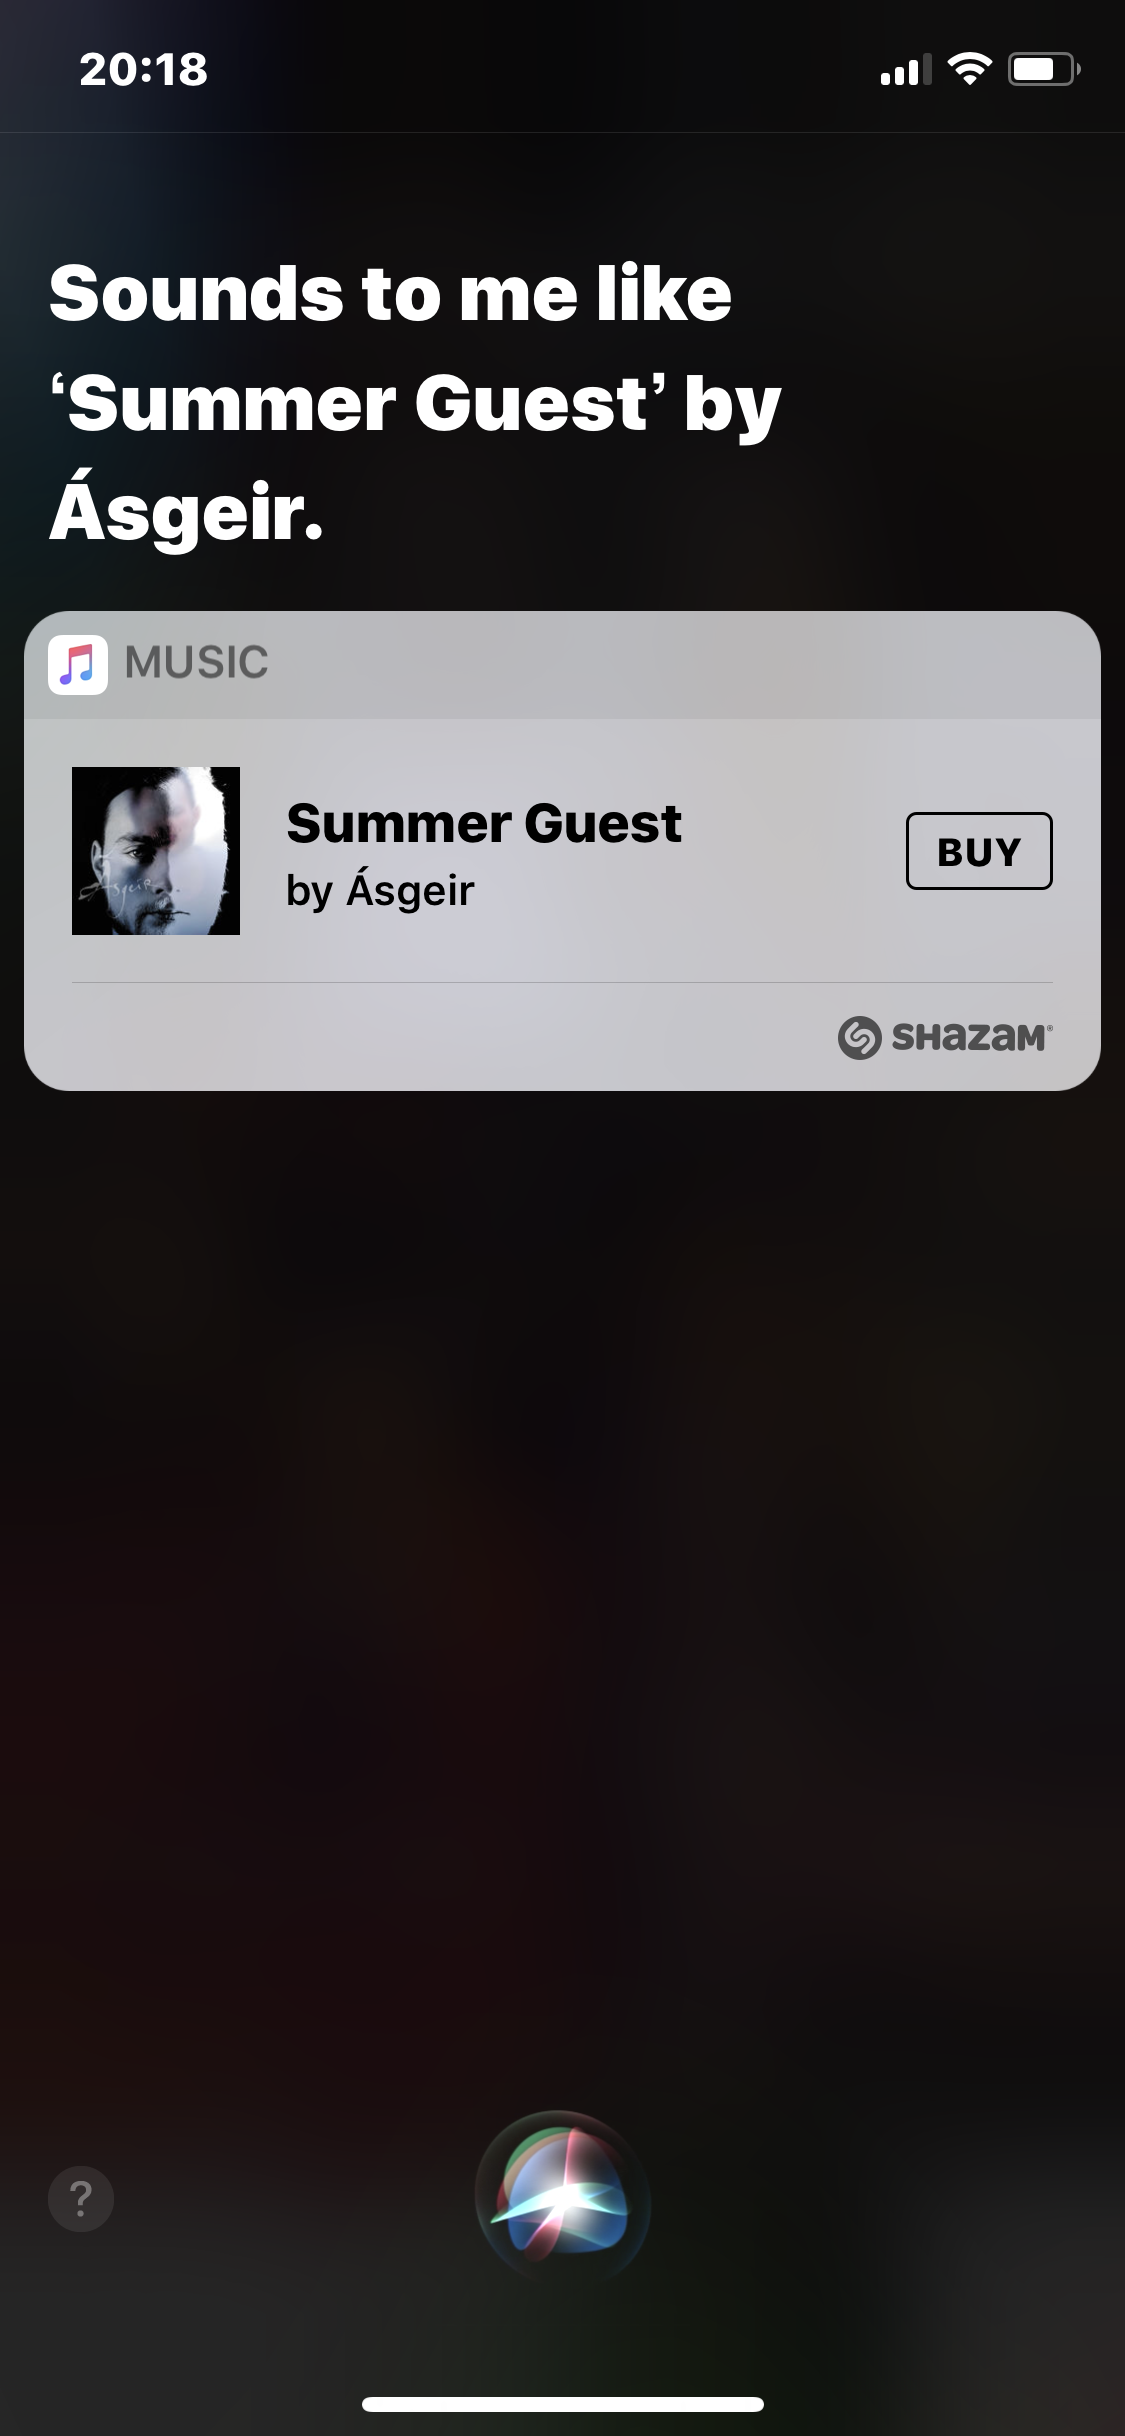 20:18
Sounds to me like
‘Summer Guest’ by
Ásgeir.
MUSIC
Ásgeir
Summer Guest
by Ásgeir
BUY
SHAZAM®
?